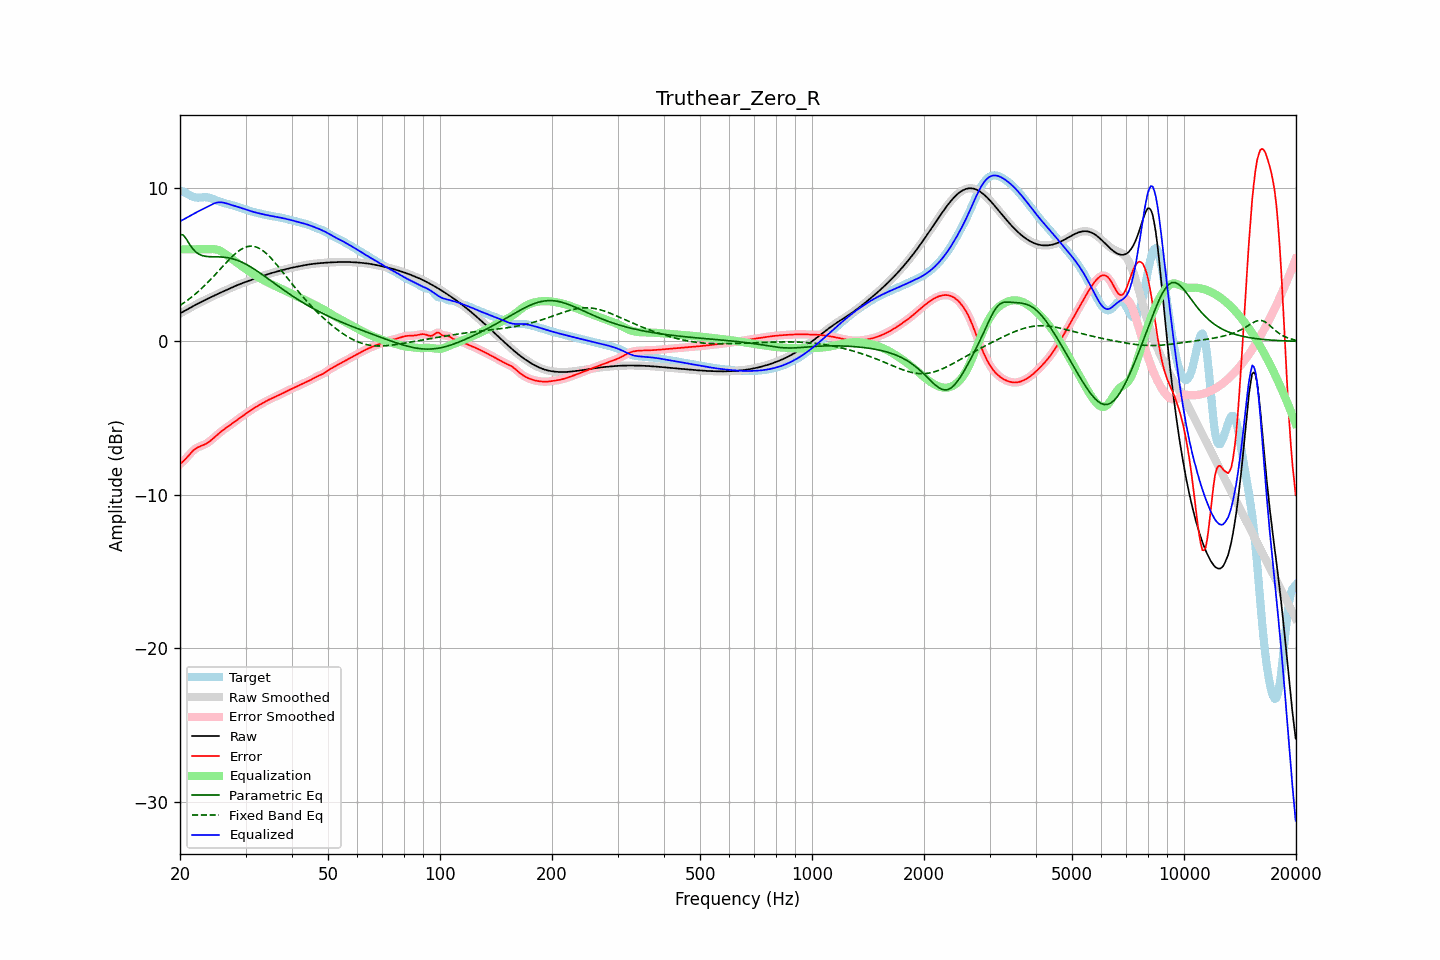 Truthear_Zero_R
10
0
−10
−20
−30
Amplitude (dBr)
Target
Raw Smoothed
Error Smoothed
Raw
Error
Equalization
Parametric Eq
Fixed Band Eq
Equalized
20 50 100 200 500 1000 2000 5000 10000 20000
Frequency (Hz)